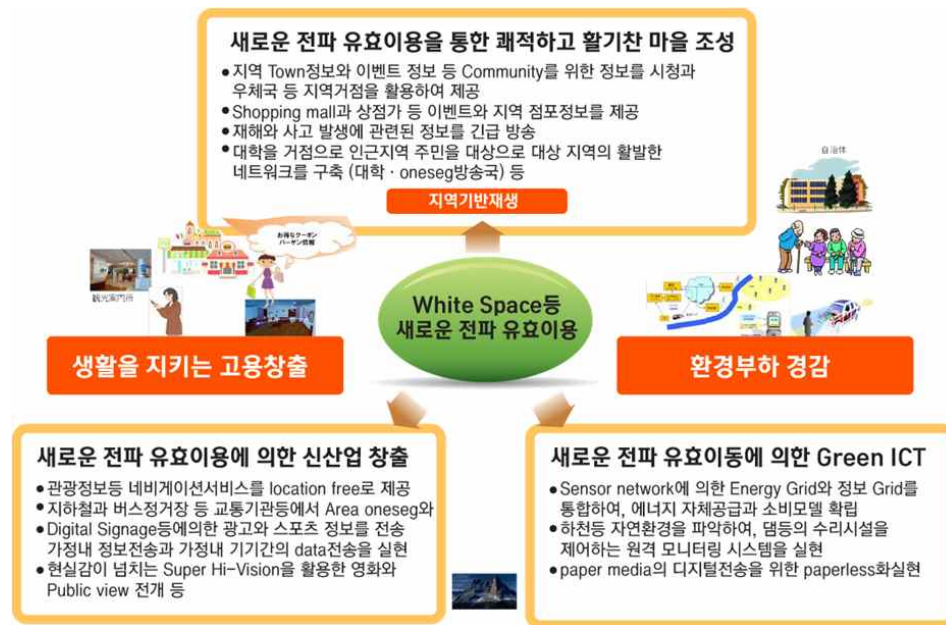 새로운 전파 유효이용을 통한 쾌적하고 활기찬 마을 조성
•지역 Town정보와 이벤트 정보 등 Community를 위한 정보를 시청과
우체국 등 지역거점을 활용하여 제공
•Shopping mall과 상점가 등 이벤트와 지역 점포정보를 제공
•재해와 사고 발생에 관련된 정보를 긴급 방송
•대학을 거점으로 인근지역 주민을 대상으로 대상 지역의 활발한
네트워크를 구축 (대학 · oneseg방송국) 등
지역기반재생
自治体
お得なクーポン
バーゲン情報
観光案内所
White Space등
새로운 전파 유효이용
생활을 지키는 고용창출
환경부하 경감
새로운 전파 유효이용에 의한 신산업 창출
•관광정보등 네비게이션서비스를 location free로 제공
•지하철과 버스정거장 등 교통기관등에서 Area oneseg와
•Digital Signage등에의한 광고와 스포츠 정보를 전송
가정내 정보전송과 가정내 기기간의 data전송을 실현
•현실감이 넘치는 Super Hi-Vision을 활용한 영화와
Public view 전개 등
새로운 전파 유효이동에 의한 Green ICT
•Sensor network에 의한 Energy Grid와 정보 Grid를
통합하여, 에너지 자체공급과 소비모델 확립
•하천등 자연환경을 파악하여, 댐등의 수리시설을
제어하는 원격 모니터링 시스템을 실현
•paper media의 디지털전송을 위한 paperless화실현